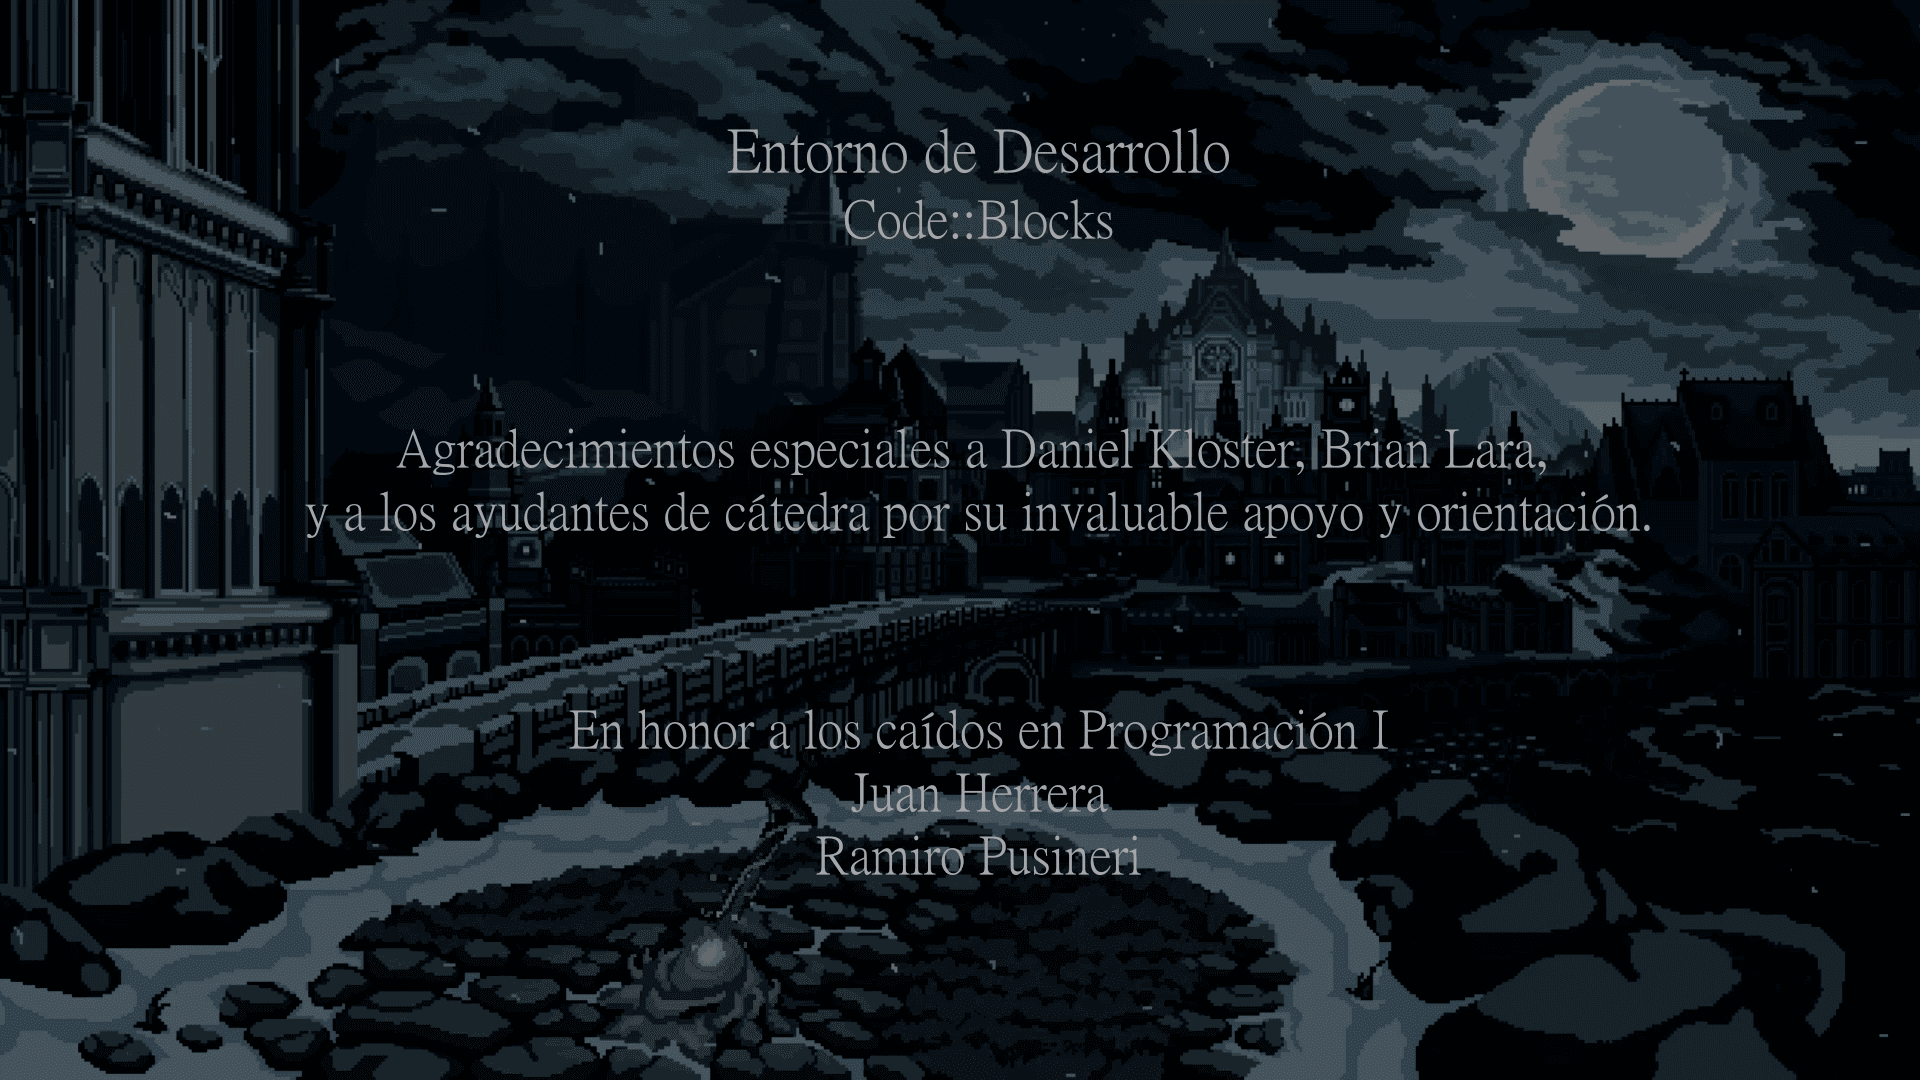 Entorno de Desarrollo
Code::Blocks
Agradecimientos especiales a Daniel Kloster, Brian Lara,
y a los ayudantes de cátedra por su invaluable apoyo y orientación.
En honor a los caídos en Programación I
Juan Herrera
Ramiro Pusineri